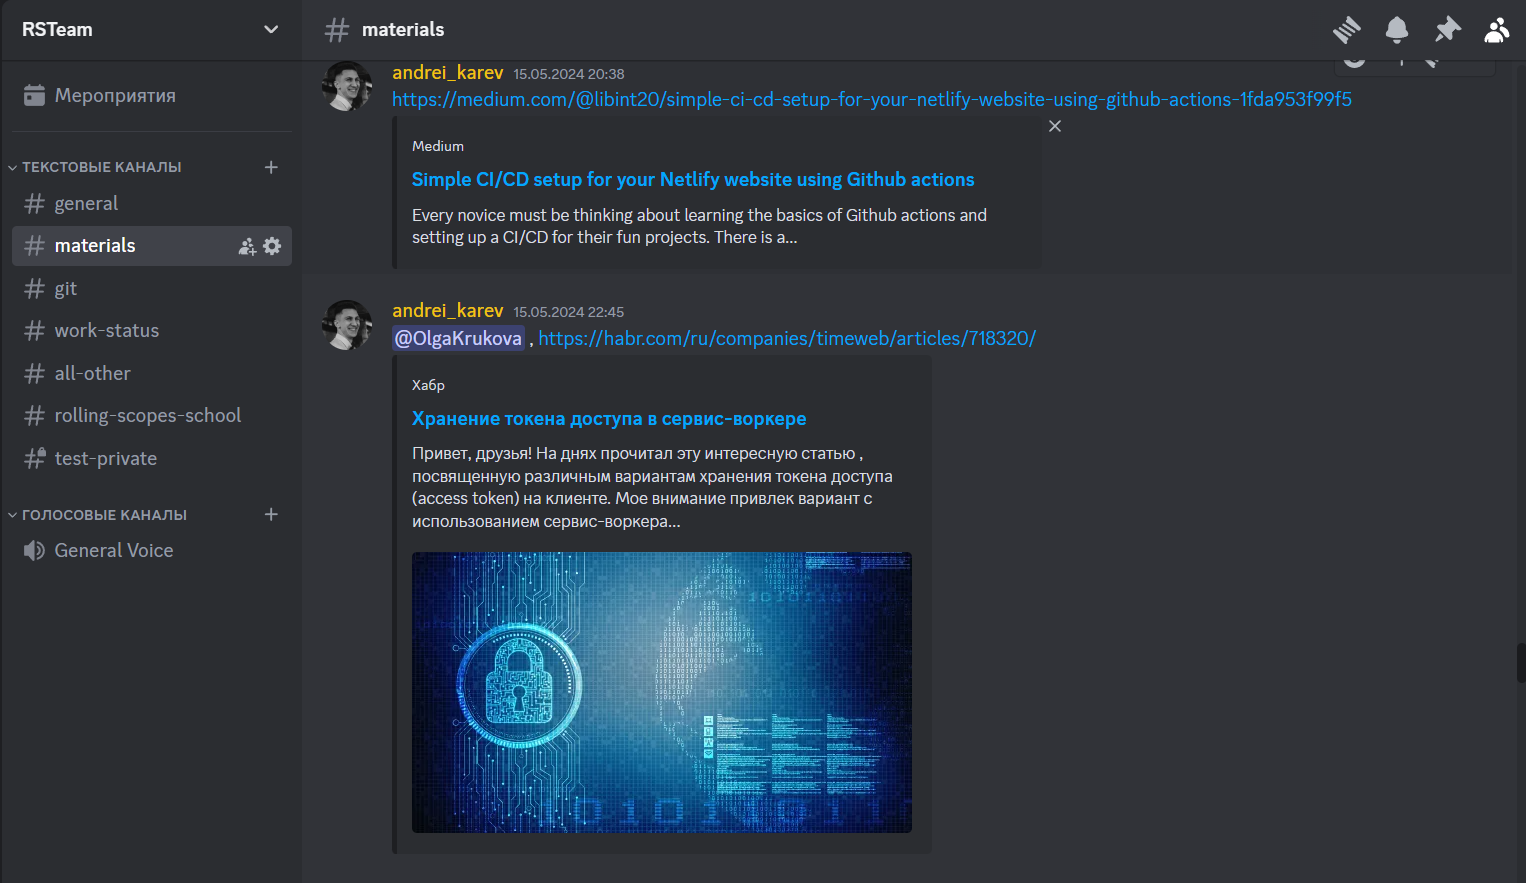 RSTeam
Мероприятия
ТЕКСТОВЫЕ КАНАЛЫ
general
materials
git
work-status
all-other
rolling-scopes-school
test-private
ГОЛОСОВЫЕ КАНАЛЫ
General Voice
materials
andrei_karev 15.05.2024 20:38
https://medium.com/@libint20/simple-ci-cd-setup-for-your-netlify-website-using-github-actions-1fda953f99f5
Medium
Simple CI/CD setup for your Netlify website using Github actions
Every novice must be thinking about learning the basics of Github actions and
setting up a CI/CD for their fun projects. There is a...
andrei_karev 15.05.2024 22:45
@OlgaKrukova , https://habr.com/ru/companies/timeweb/articles/718320/
Хабр
Хранение токена доступа в сервис-воркере
Привет, друзья! На днях прочитал эту интересную статью ,
посвященную различным вариантам хранения токена доступа
(access token) на клиенте. Мое внимание привлек вариант с
использованием сервис-воркера...